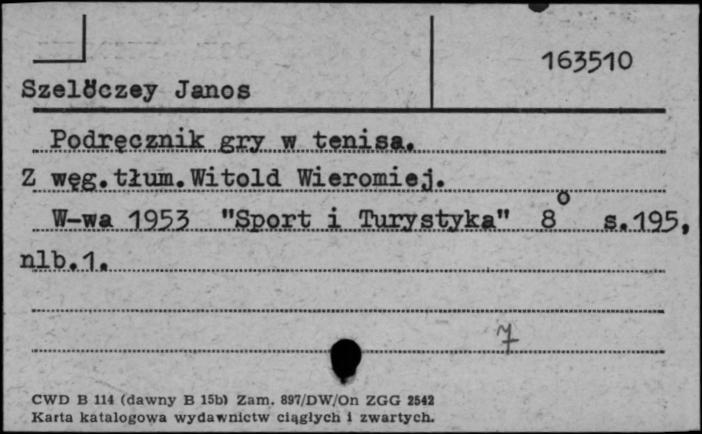 163510
Szelöczey Janos
Podręcznik gry w tenisa.
Z węg.tłum.Witold Wieromiej.
W-wa 1953 "Sport i Turystyka" 8° s.195,
nlb.1.
7
CWD B 114 (dawny B 15b) Zam. 897/DW/On ZGG 2542
Karta katalogowa wydawnictw ciągłych i zwartych.